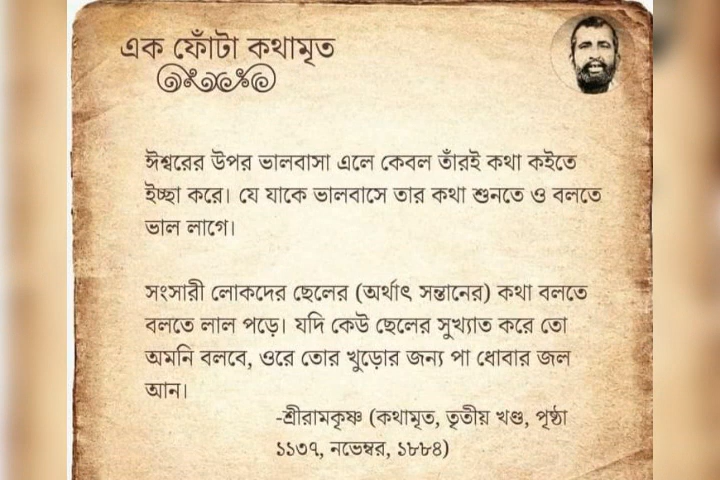 এক ফোঁটা কথামৃত
ঈশ্বরের উপর ভালবাসা এলে কেবল তাঁরই কথা কইতে
ইচ্ছা করে। যে যাকে ভালবাসে তার কথা শুনতে ও বলতে
ভাল লাগে।
সংসারী লোকদের ছেলের (অর্থাৎ সন্তানের) কথা বলতে
বলতে লাল পড়ে। যদি কেউ ছেলের সুখ্যাত করে তো
অমনি বলবে, ওরে তোর খুড়োর জন্য পা ধোবার জল
আন।
-শ্রীরামকৃষ্ণ (কথামৃত, তৃতীয় খণ্ড, পৃষ্ঠা
১১৩৭, নভেম্বর, ১৮৮৪)